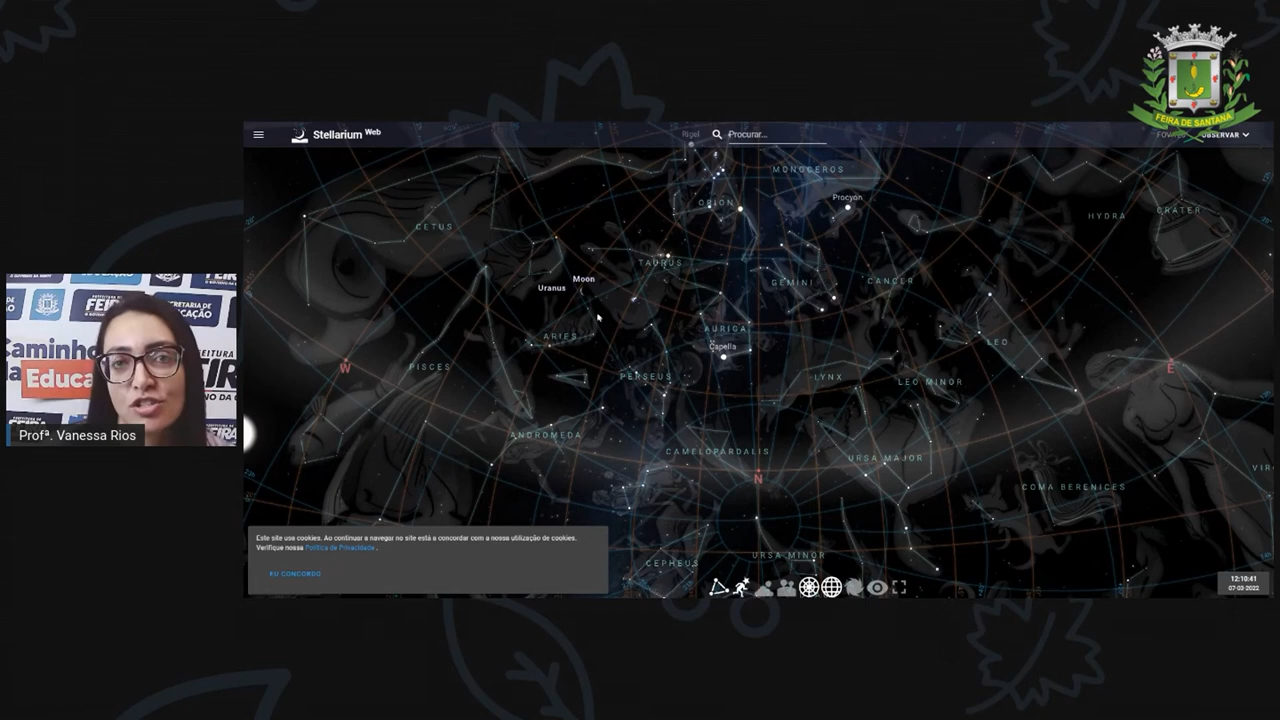 FEIRA DE SANTANA
Stellarium Web
Rigel
Procurar...
OBSERVAR
MONOCEROS
Procyon
ORION
HYDRA
CRATER
CETUS
TAURUS
Moon
Uranus
GEMINI
CANCER
ARIES
AURIGA
Capella
LEO
W
PISCES
PERSEUS
LYNX
LEO MINOR
E
ANDROMEDA
CAMELOPARDALIS
URSA MAJOR
N
COMA BERENICES
VIR
URSA MINOR
CEPHEUS
Este site usa cookies. Ao continuar a navegar no site está a concordar com a nossa utilização de cookies.
Verifique nossa Política de Privacidade .
EU CONCORDO
12:10:41
07-03-2022
Caminho
Educa
Profª. Vanessa Rios